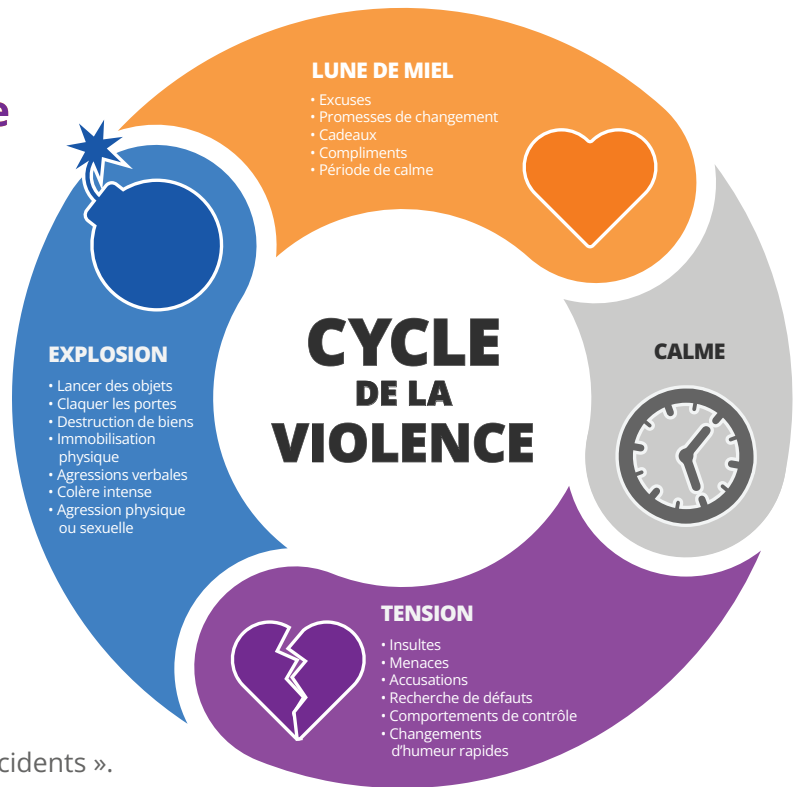 e
LUNE DE MIEL
• Excuses
• Promesses de changement
• Cadeaux
• Compliments
• Période de calme
CALME
CYCLE
DE LA
VIOLENCE
EXPLOSION
• Lancer des objets
• Claquer les portes
• Destruction de biens
• Immobilisation
physique
• Agressions verbales
• Colère intense
• Agression physique
ou sexuelle
TENSION
• Insultes
• Menaces
• Accusations
• Recherche de défauts
• Comportements de contrôle
• Changements
d’humeur rapides
cidents ».